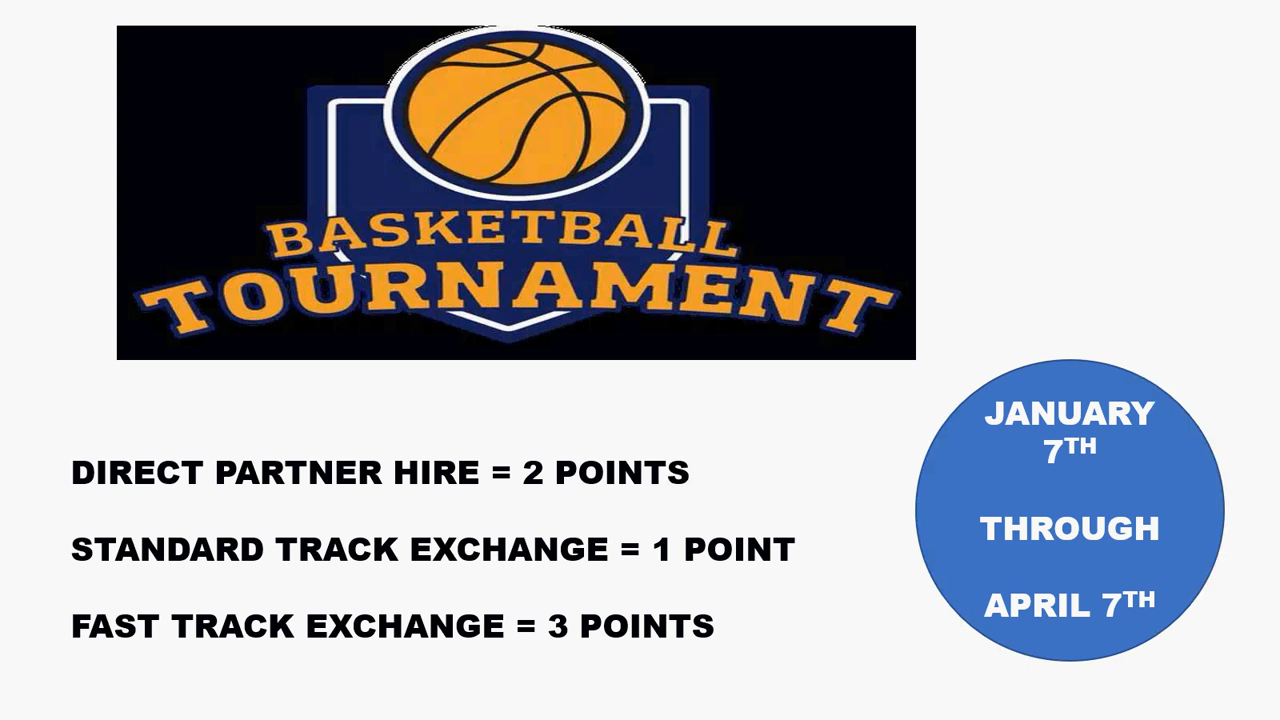 BASKETBALL
TOURNAMENT
DIRECT PARTNER HIRE = 2 POINTS
STANDARD TRACK EXCHANGE = 1 POINT
FAST TRACK EXCHANGE = 3 POINTS
JANUARY
7TH
THROUGH
APRIL 7TH